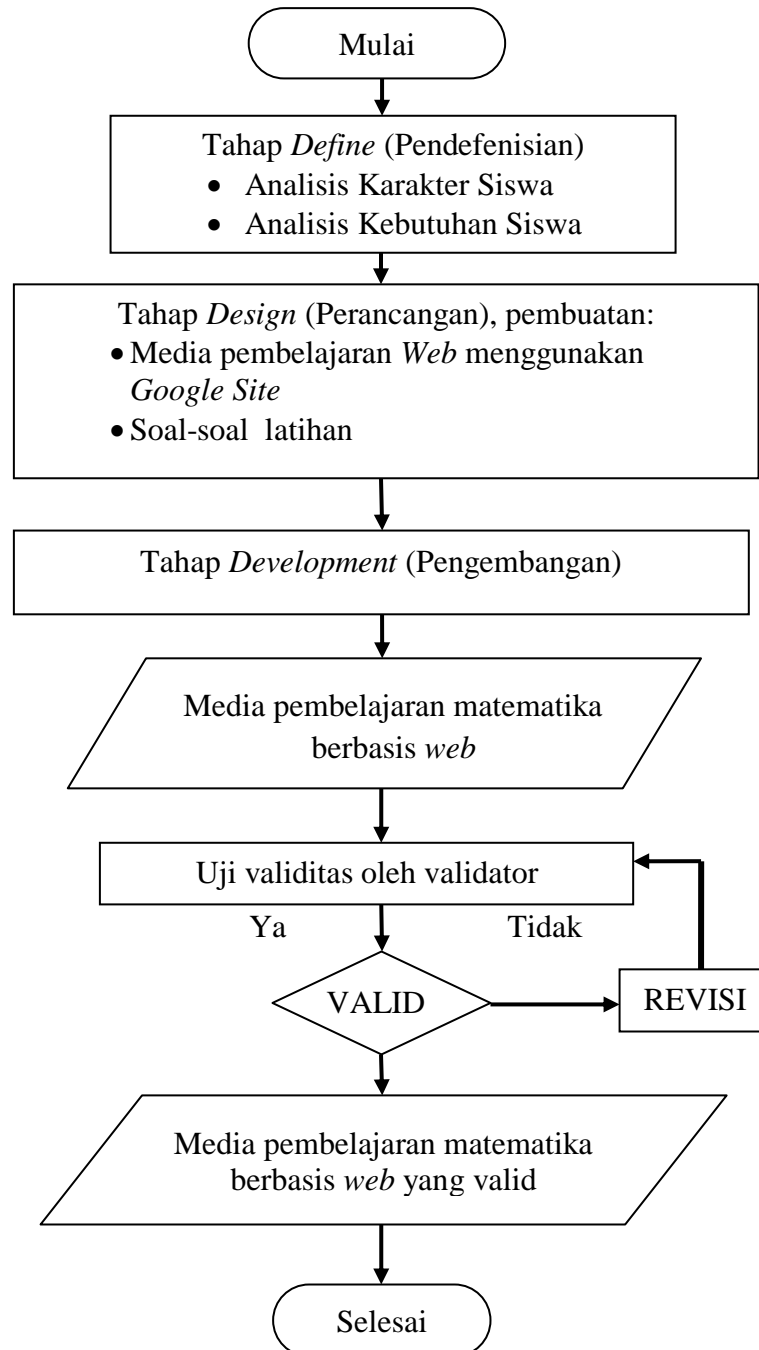 Mulai
Tahap Define (Pendefenisian)
• Analisis Karakter Siswa
• Analisis Kebutuhan Siswa
Tahap Design (Perancangan), pembuatan:
• Media pembelajaran Web menggunakan
Google Site
• Soal-soal latihan
Tahap Development (Pengembangan)
Media pembelajaran matematika
berbasis web
Uji validitas oleh validator
Ya Tidak
VALID REVISI
Media pembelajaran matematika
berbasis web yang valid
Selesai